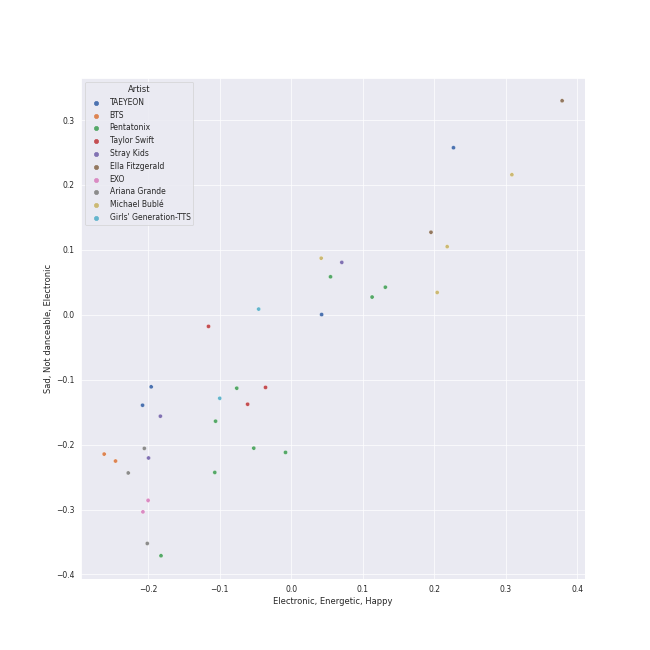 Artist
TAEYEON
BTS
Pentatonix
Taylor Swift
Stray Kids
Ella Fitzgerald
EXO
Ariana Grande
Michael Bublé
Girls' Generation-TTS
0.3
0.2
0.1
0.0
−0.1
−0.2
−0.3
−0.4
Sad, Not danceable, Electronic
−0.2
−0.1
0.0
0.1
0.2
0.3
0.4
Electronic, Energetic, Happy